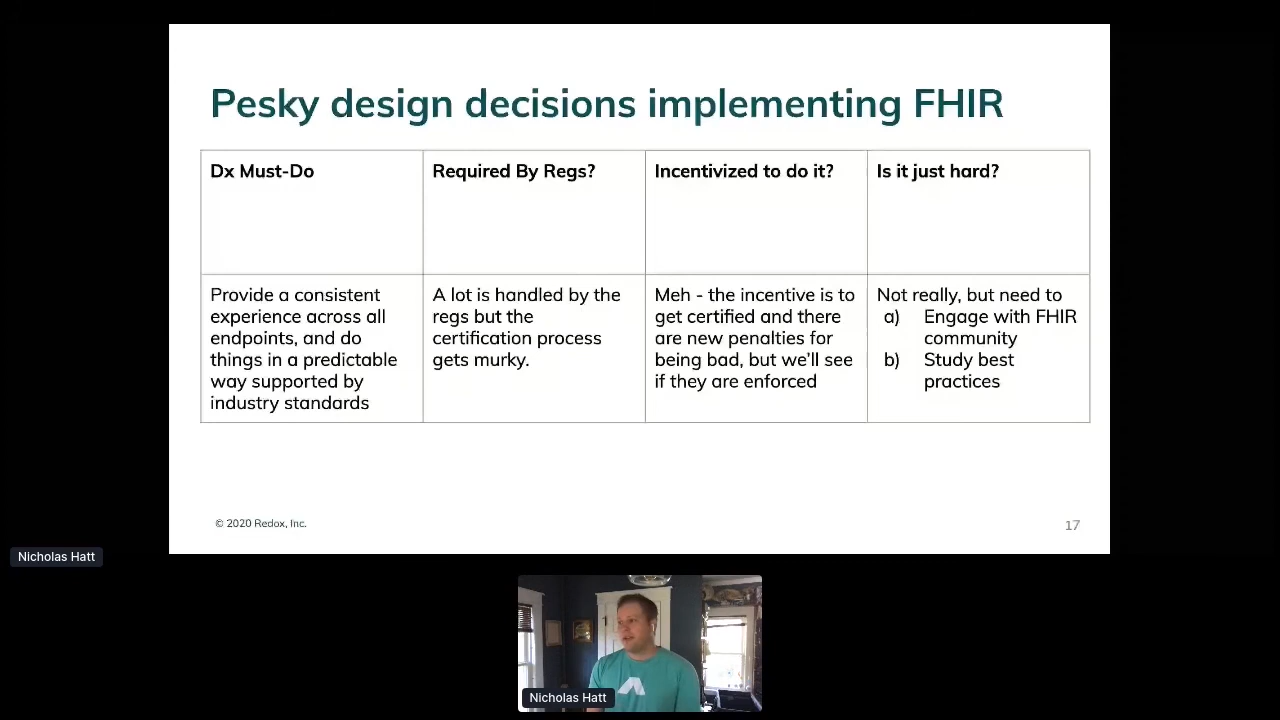 Pesky design decisions implementing FHIR
Dx Must-Do
Required By Regs?
Incentivized to do it?
Is it just hard?
Provide a consistent
experience across all
endpoints, and do
things in a predictable
way supported by
industry standards
A lot is handled by the
regs but the
certification process
gets murky.
Meh - the incentive is to
get certified and there
are new penalties for
being bad, but we'll see
if they are enforced
Not really, but need to
a) Engage with FHIR
community
b) Study best
practices
© 2020 Redox, Inc.
17
Nicholas Hatt
Nicholas Hatt